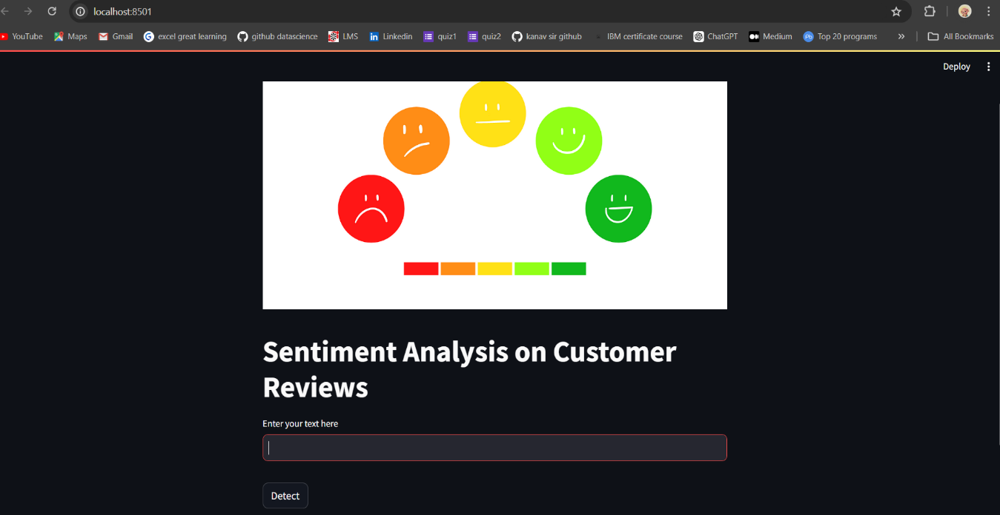 localhost:8501
YouTube Maps Gmail excel great learning github datascience LMS Linkedin quiz1 quiz2 kanav sir github IBM certificate course ChatGPT Medium Top 20 programs » All Bookmarks
Deploy
Sentiment Analysis on Customer
Reviews
Enter your text here
Detect